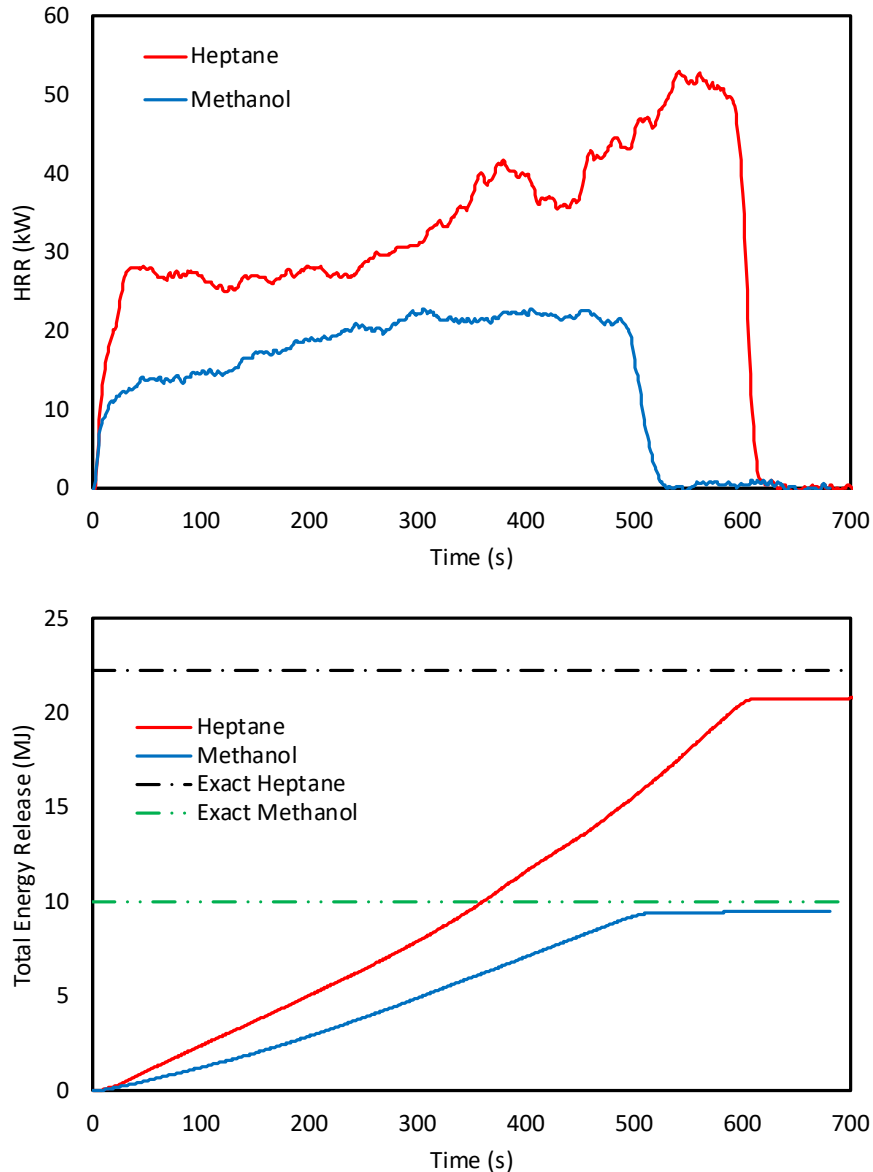 60
50
40
30
20
10
0
HRR (kW)
Heptane
Methanol
0 100 200 300 400 500 600 700
Time (s)
25
20
15
10
5
0
Total Energy Release (MJ)
Heptane
Methanol
Exact Heptane
Exact Methanol
0 100 200 300 400 500 600 700
Time (s)